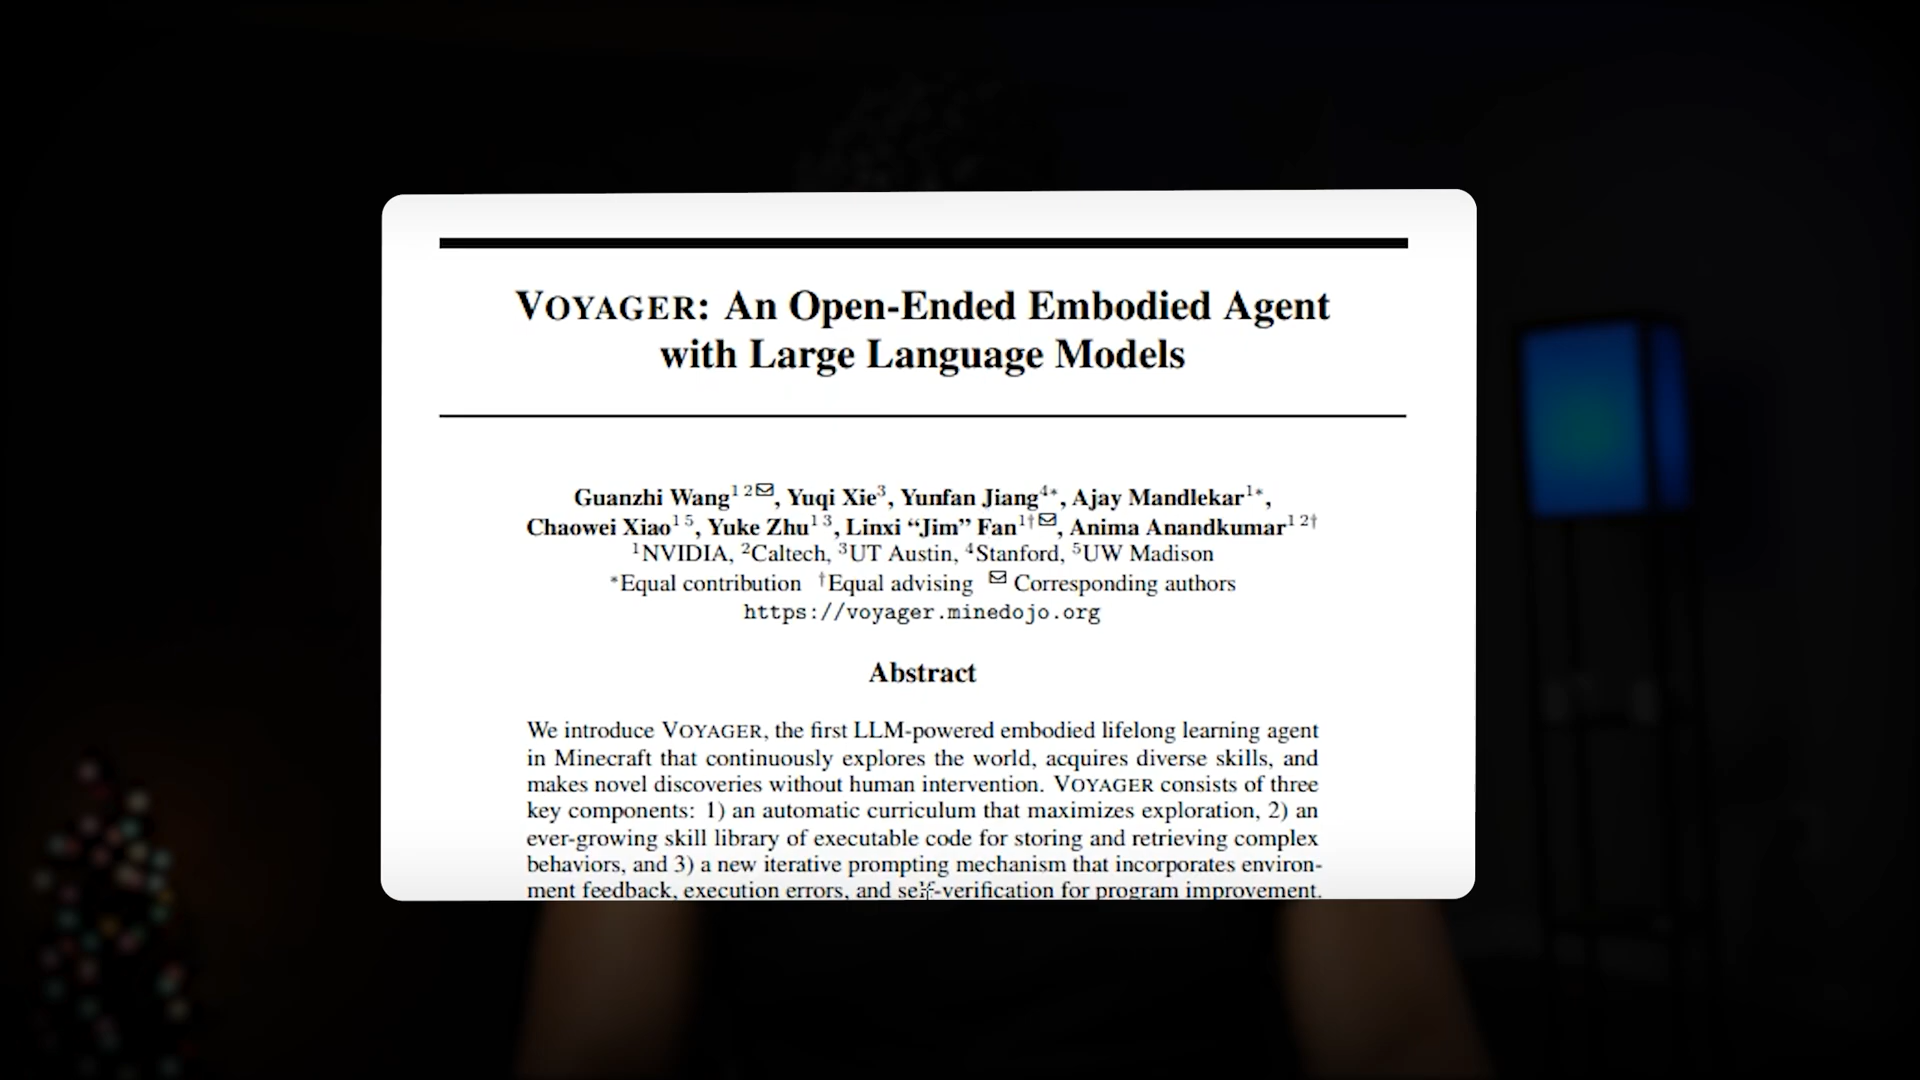 VOYAGER: An Open-Ended Embodied Agent
with Large Language Models
Guanzhi Wang¹ ²✉, Yuqi Xie³, Yunfan Jiang⁴*, Ajay Mandlekar¹*,
Chaowei Xiao¹ ⁵, Yuke Zhu¹ ³, Linxi “Jim” Fan¹†✉, Anima Anandkumar¹ ²†
¹NVIDIA, ²Caltech, ³UT Austin, ⁴Stanford, ⁵UW Madison
*Equal contribution †Equal advising ✉ Corresponding authors
https://voyager.minedojo.org
Abstract
We introduce VOYAGER, the first LLM-powered embodied lifelong learning agent
in Minecraft that continuously explores the world, acquires diverse skills, and
makes novel discoveries without human intervention. VOYAGER consists of three
key components: 1) an automatic curriculum that maximizes exploration, 2) an
ever-growing skill library of executable code for storing and retrieving complex
behaviors, and 3) a new iterative prompting mechanism that incorporates environ-
ment feedback, execution errors, and self-verification for program improvement.